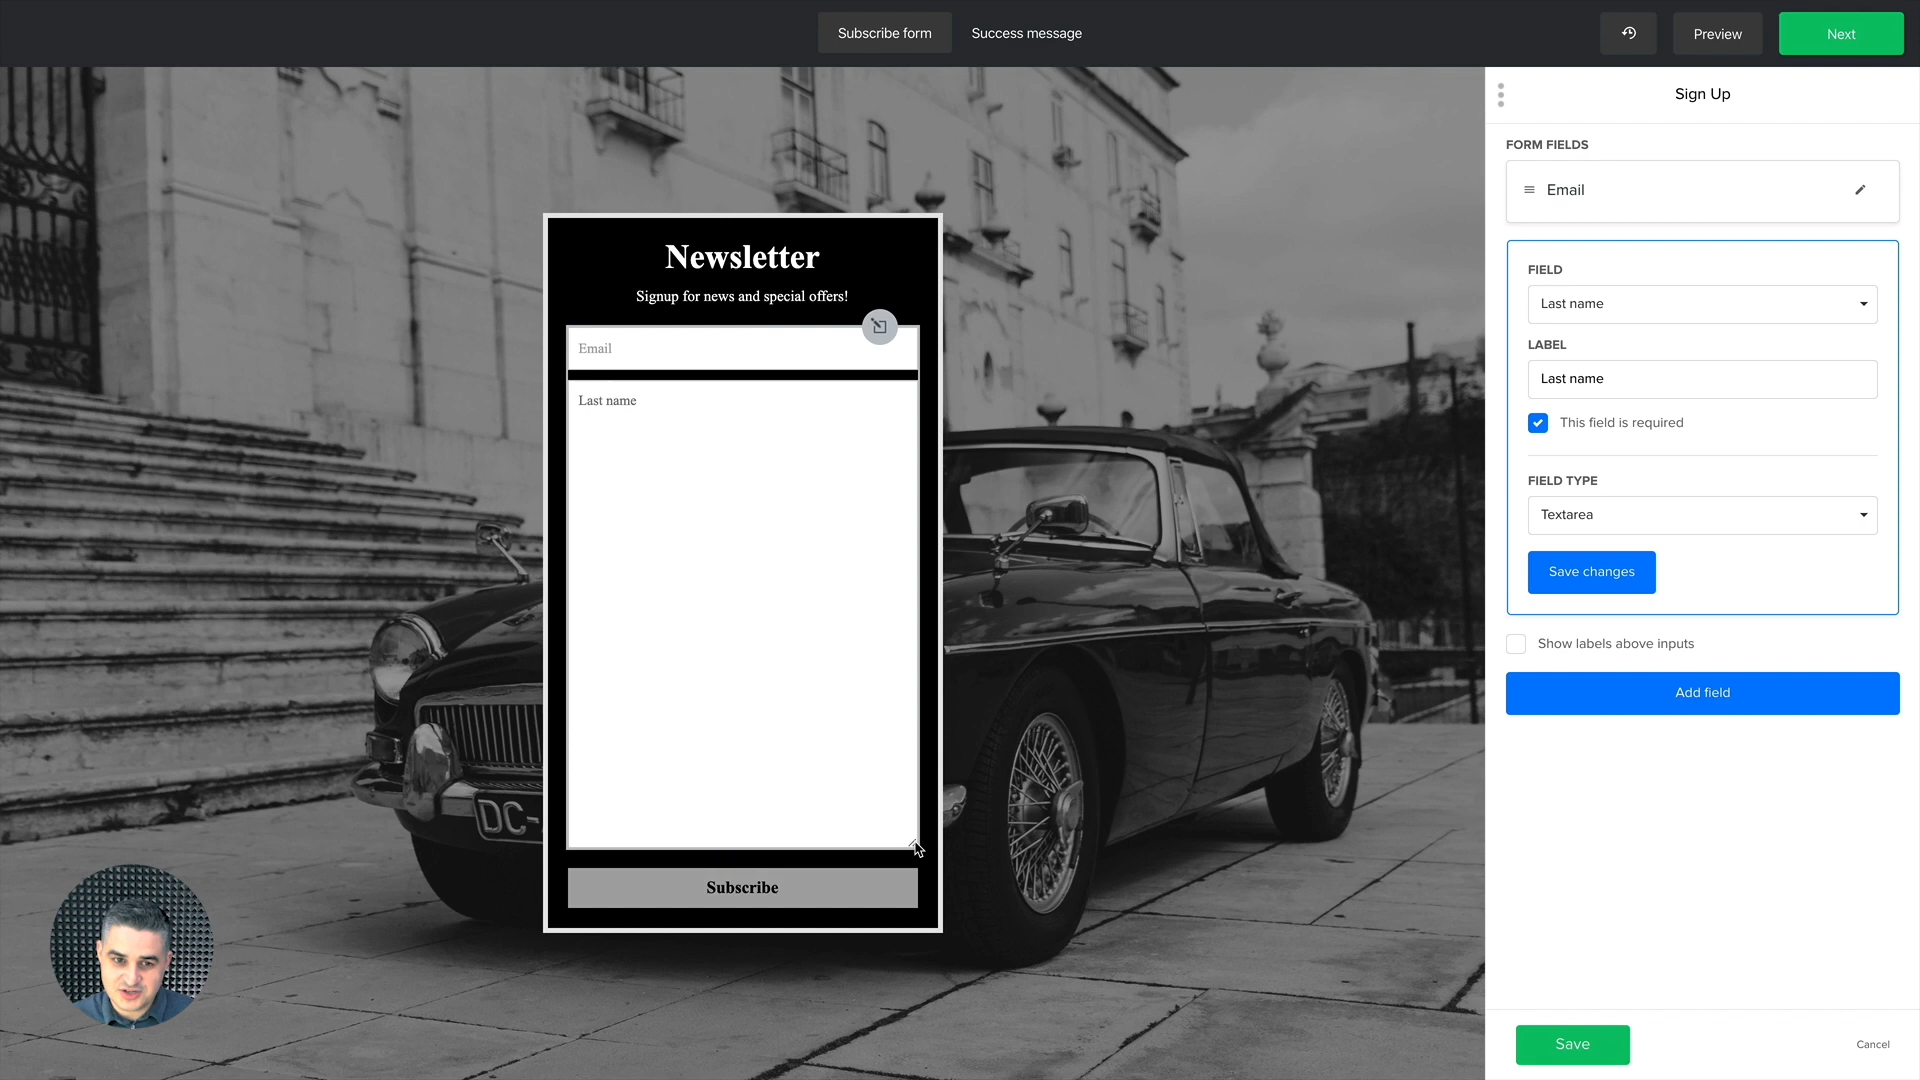 Subscribe form
Success message
Preview
Next
Sign Up
FORM FIELDS
Email
FIELD
Last name
LABEL
Last name
This field is required
FIELD TYPE
Textarea
Save changes
Show labels above inputs
Add field
Save
Cancel
Newsletter
Signup for news and special offers!
Email
Last name
Subscribe
DC-